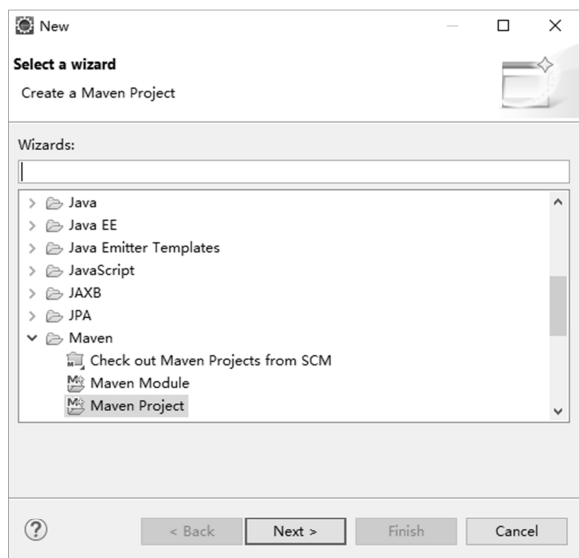 New
Select a wizard
Create a Maven Project
Wizards:
Java
Java EE
Java Emitter Templates
JavaScript
JAXB
JPA
Maven
Check out Maven Projects from SCM
Maven Module
Maven Project
< Back Next > Finish Cancel